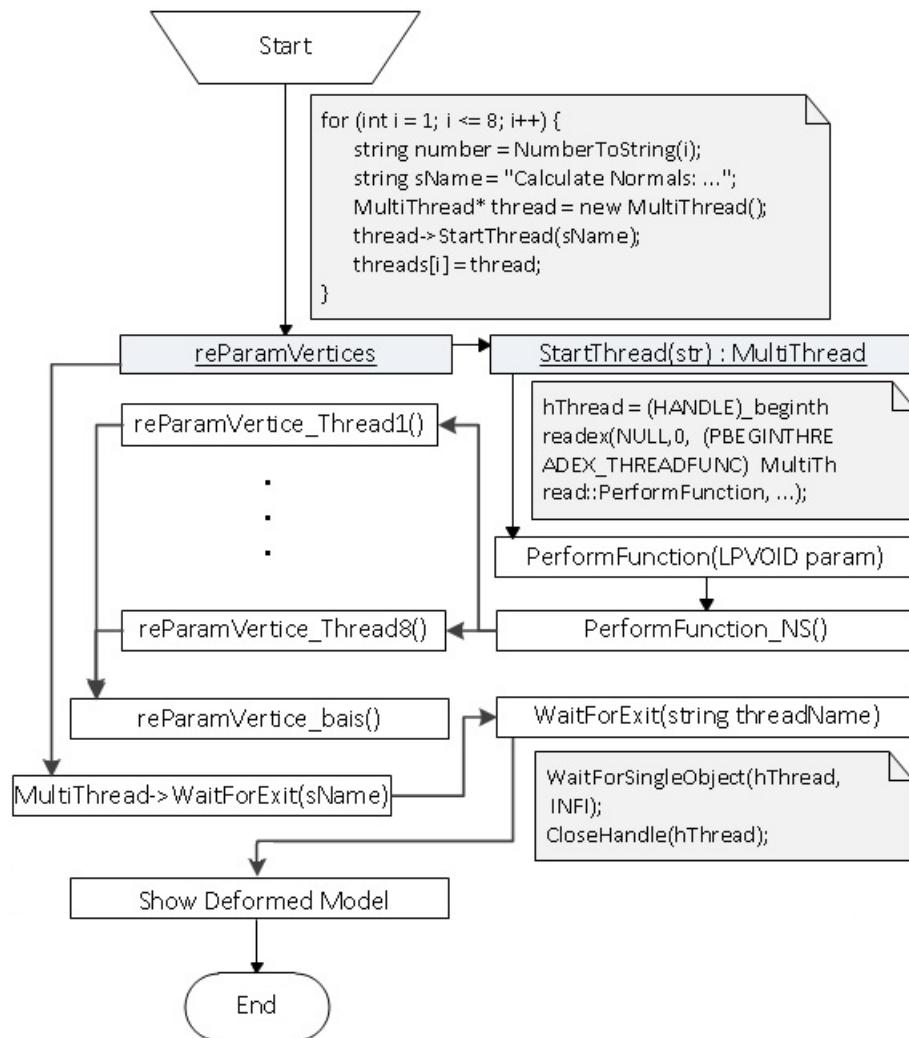 Start
for (int i = 1; i <= 8; i++) {
string number = NumberToString(i);
string sName = "Calculate Normals: ...";
MultiThread* thread = new MultiThread();
thread->StartThread(sName);
threads[i] = thread;
}
reParamVertices
StartThread(str) : MultiThread
hThread = (HANDLE)_beginth
readex(NULL,0, (PBEGINTHRE
ADEX_THREADFUNC) MultiTh
read::PerformFunction, ...);
reParamVertice_Thread1()
PerformFunction(LPVOID param)
reParamVertice_Thread8()
PerformFunction_NS()
reParamVertice_bais()
WaitForExit(string threadName)
MultiThread->WaitForExit(sName)
WaitForSingleObject(hThread,
INFI);
CloseHandle(hThread);
Show Deformed Model
End